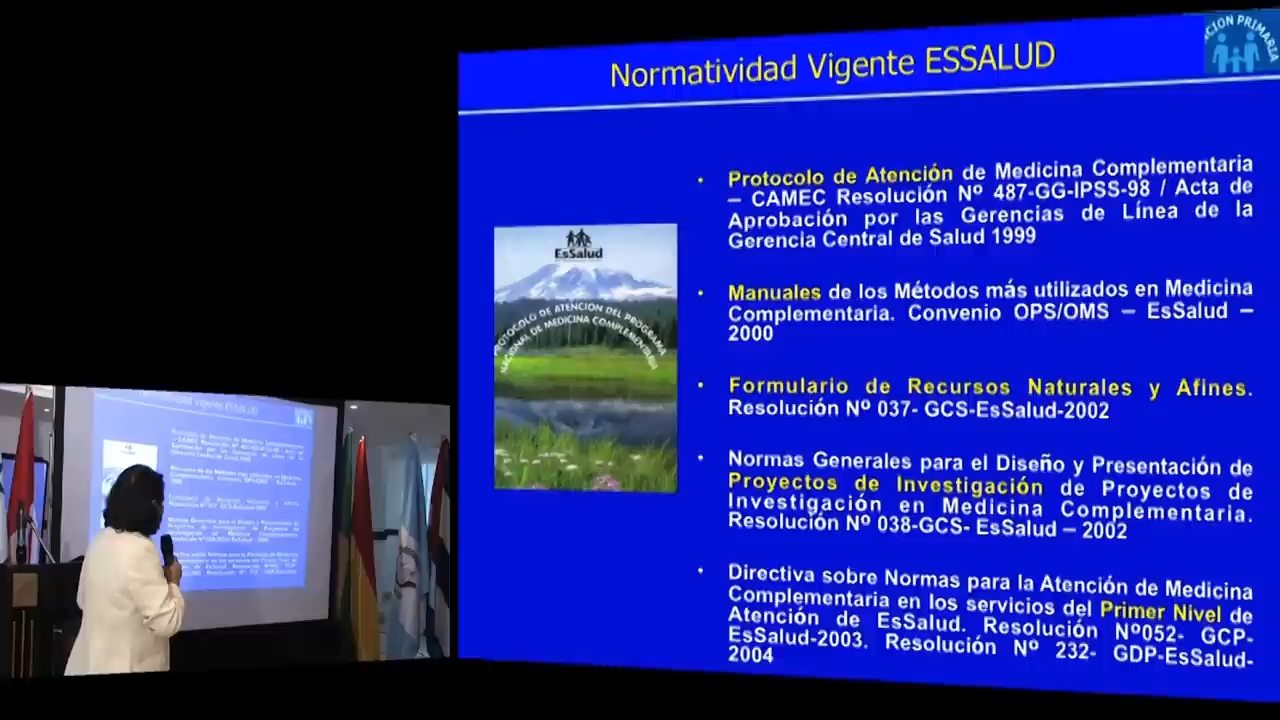 Normatividad Vigente ESSALUD
CION PRIMARIA
• Protocolo de Atención de Medicina Complementaria
– CAMEC Resolución Nº 487-GG-IPSS-98 / Acta de
Aprobación por las Gerencias de Línea de la
Gerencia Central de Salud 1999
EsSalud
PROTOCOLO DE ATENCION DEL PROGRAMA
NACIONAL DE MEDICINA COMPLEMENTARIA
• Manuales de los Métodos más utilizados en Medicina
Complementaria. Convenio OPS/OMS – EsSalud –
2000
• Formulario de Recursos Naturales y Afines.
Resolución Nº 037- GCS-EsSalud-2002
• Normas Generales para el Diseño y Presentación de
Proyectos de Investigación de Proyectos de
Investigación en Medicina Complementaria.
Resolución Nº 038-GCS- EsSalud – 2002
• Directiva sobre Normas para la Atención de Medicina
Complementaria en los servicios del Primer Nivel de
Atención de EsSalud. Resolución Nº052- GCP-
EsSalud-2003. Resolución Nº 232- GDP-EsSalud-
2004
Normatividad Vigente ESSALUD